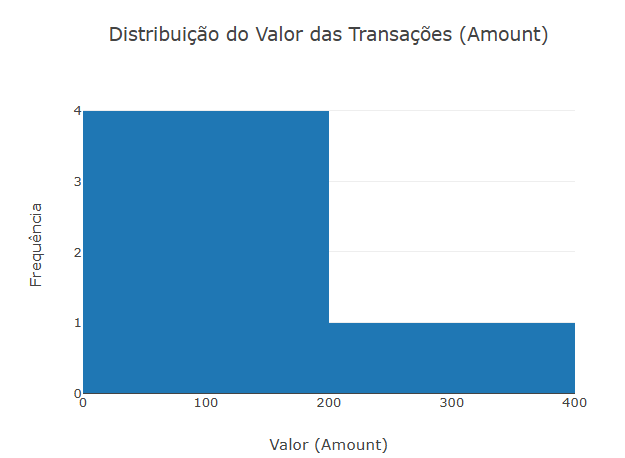 Distribuição do Valor das Transações (Amount)
4
3
2
1
0
Frequência
0 100 200 300 400
Valor (Amount)